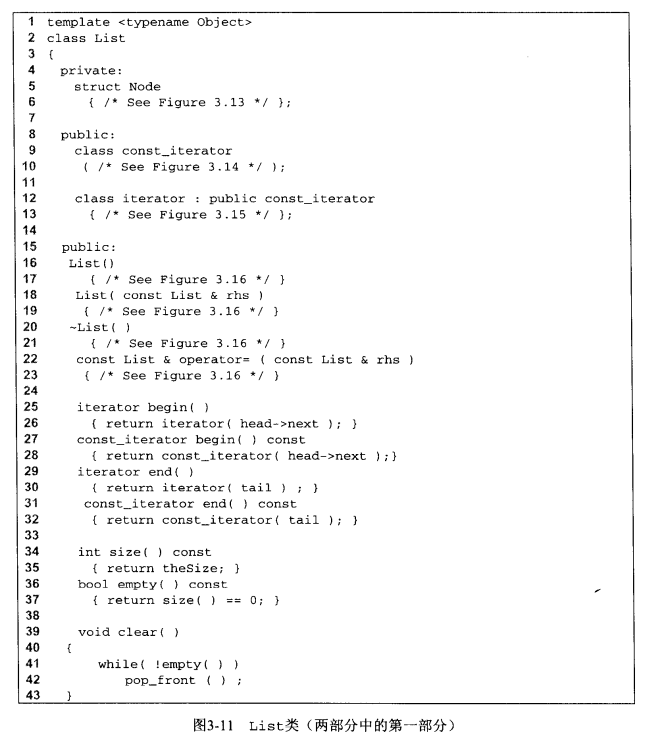 1 template <typename Object>
2 class List
3 {
4 private:
5 struct Node
6 { /* See Figure 3.13 */ };
7
8 public:
9 class const_iterator
10 ( /* See Figure 3.14 */ );
11
12 class iterator : public const_iterator
13 { /* See Figure 3.15 */ };
14
15 public:
16 List()
17 { /* See Figure 3.16 */ }
18 List( const List & rhs )
19 { /* See Figure 3.16 */ }
20 ~List( )
21 { /* See Figure 3.16 */ }
22 const List & operator= ( const List & rhs )
23 { /* See Figure 3.16 */ }
24
25 iterator begin( )
26 { return iterator( head->next ); }
27 const_iterator begin( ) const
28 { return const_iterator( head->next );}
29 iterator end( )
30 { return iterator( tail ) ; }
31 const_iterator end( ) const
32 { return const_iterator( tail ); }
33
34 int size( ) const
35 { return theSize; }
36 bool empty( ) const
37 { return size( ) == 0; }
38
39 void clear( )
40 {
41 while( !empty( ) )
42 pop_front ( ) ;
43 }
图3-11 List类（两部分中的第一部分）